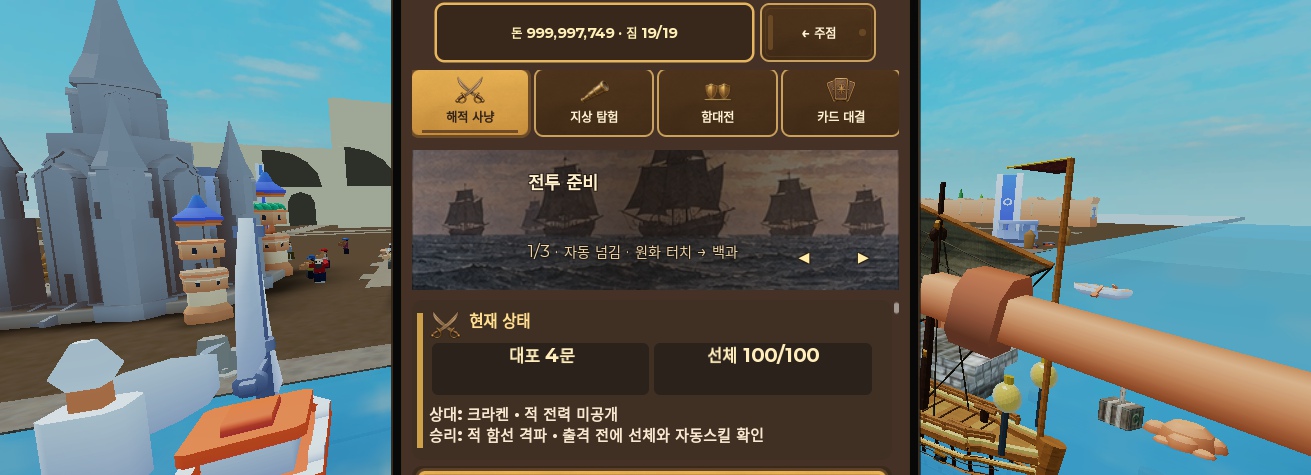 돈 999,997,749 · 짐 19/19
← 주점
해적 사냥
지상 탐험
함대전
카드 대결
전투 준비
1/3 · 자동 넘김 · 원화 터치 → 백과
◀ ▶
현재 상태
대포 4문
선체 100/100
상대: 크라켄 • 적 전력 미공개
승리: 적 함선 격파 • 출격 전에 선체와 자동스킬 확인